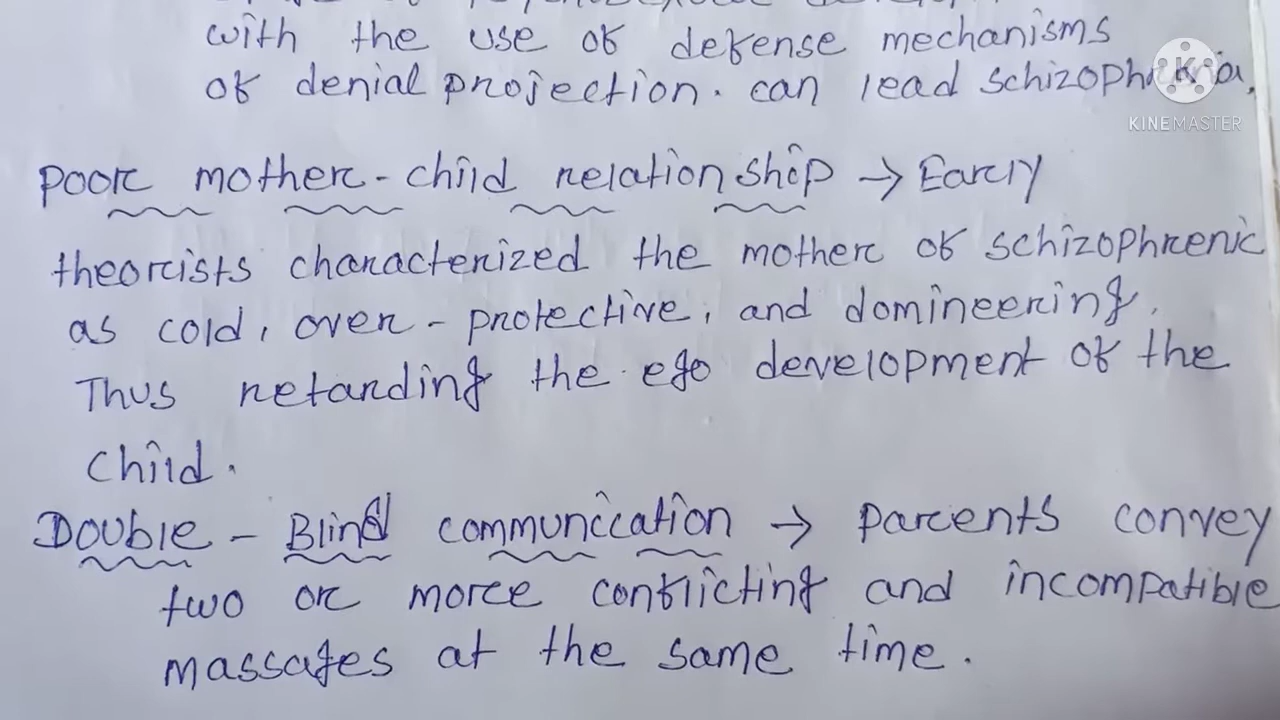 with the use of defense mechanisms
of denial projection. can lead schizophrenia,
KINEMASTER
poor mother - child relationship → Early
theorists characterized the mother of schizophrenic
as cold, over - protective, and domineering.
Thus retarding the ego development of the
child.
Double - Blind communication → parents convey
two or more conflicting and incompatible
massages at the same time.